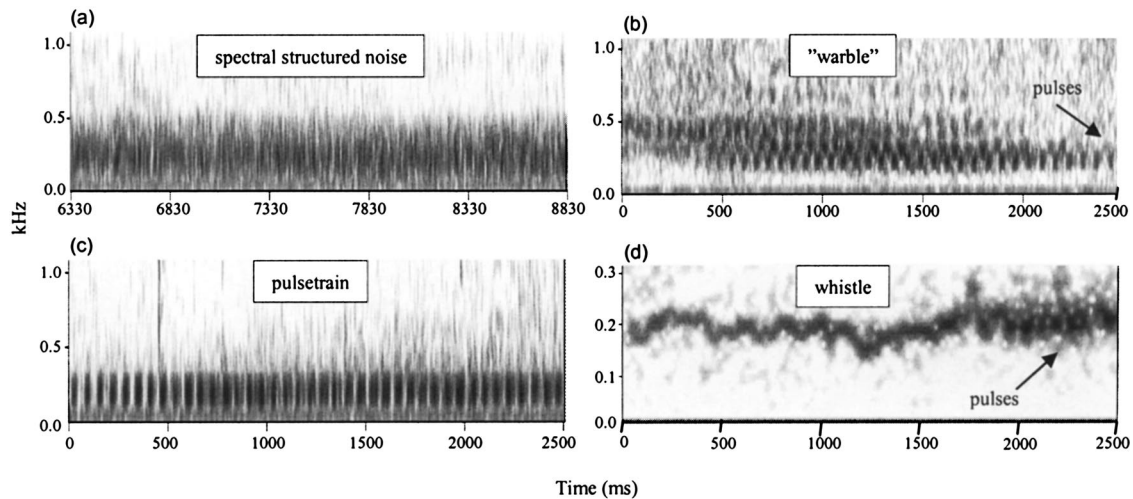 (a)
spectral structured noise
1.0
0.5
0.0
6330 6830 7330 7830 8330 8830
(b)
"warble"
pulses
1.0
0.5
0.0
0 500 1000 1500 2000 2500
kHz
(c)
pulsetrain
1.0
0.5
0.0
0 500 1000 1500 2000 2500
(d)
whistle
pulses
0.3
0.2
0.1
0.0
0 500 1000 1500 2000 2500
Time (ms)